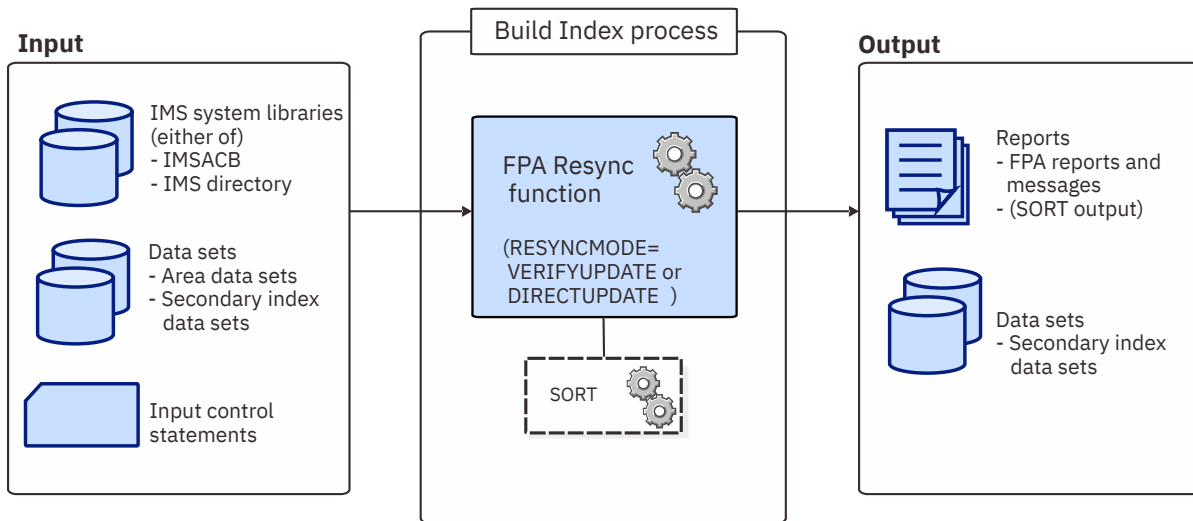 Input
IMS system libraries
(either of)
- IMSACB
- IMS directory
Data sets
- Area data sets
- Secondary index
data sets
Input control
statements
Build Index process
FPA Resync
function
(RESYNCMODE=
VERIFYUPDATE or
DIRECTUPDATE )
SORT
Output
Reports
- FPA reports and
messages
- (SORT output)
Data sets
- Secondary index
data sets